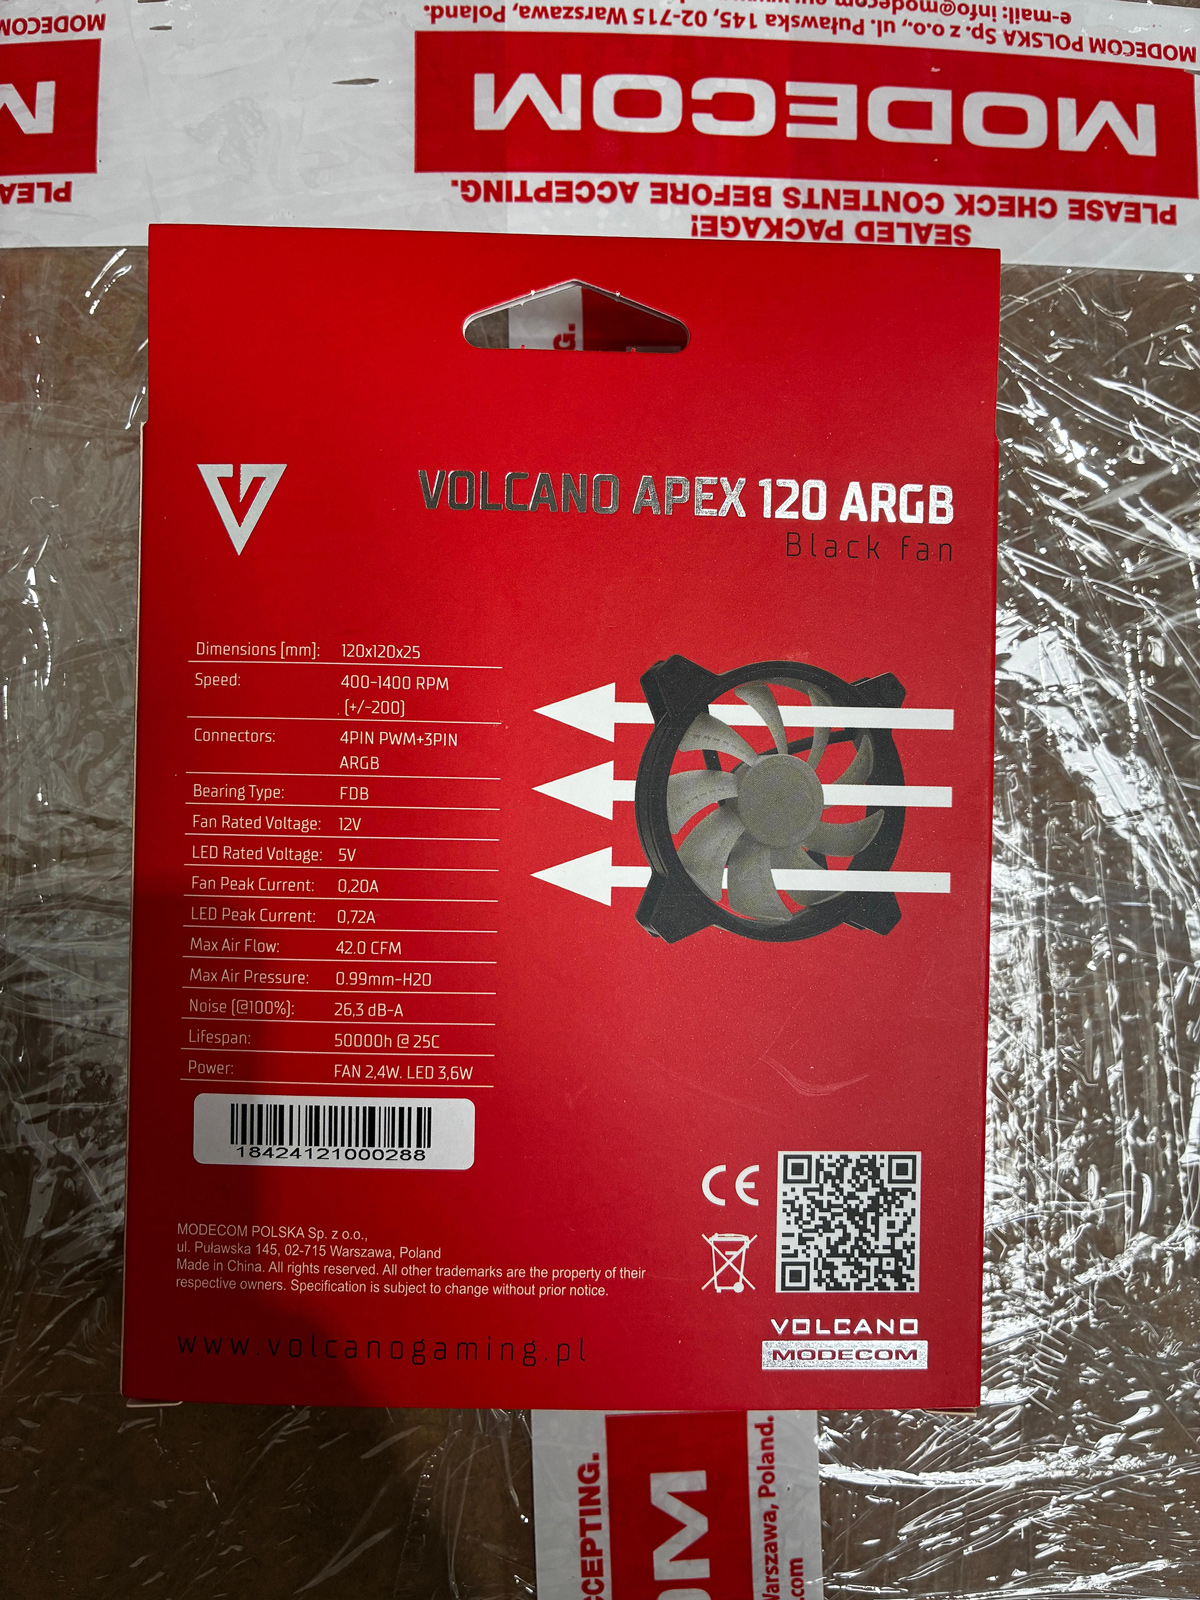 e-mail: info@modecom
MODECOM POLSKA Sp. z o.o., ul. Puławska 145, 02-715 Warszawa, Poland.
MODECOM
MODECOM
M
PLEASE CHECK CONTENTS BEFORE ACCEPTING.
PLEA
SEALED PACKAGE!
G.
VOLCANO APEX 120 ARGB
Black fan
Dimensions [mm]: 120x120x25
Speed: 400-1400 RPM
(+/-200)
Connectors: 4PIN PWM+3PIN
ARGB
Bearing Type: FDB
Fan Rated Voltage: 12V
LED Rated Voltage: 5V
Fan Peak Current: 0,20A
LED Peak Current: 0,72A
Max Air Flow: 42.0 CFM
Max Air Pressure: 0.99mm-H2O
Noise (@100%): 26,3 dB-A
Lifespan: 50000h @ 25C
Power: FAN 2,4W. LED 3,6W
18424121000288
CE
MODECOM POLSKA Sp. z o.o.,
ul. Puławska 145, 02-715 Warszawa, Poland
Made in China. All rights reserved. All other trademarks are the property of their
respective owners. Specification is subject to change without prior notice.
www.volcanogaming.pl
VOLCANO
MODECOM
CCEPTING.
OM
Warszawa, Poland.
.com